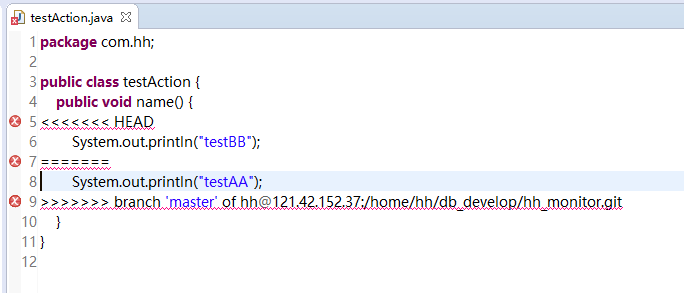 testAction.java
1 package com.hh;
2
3 public class testAction {
4 public void name() {
5 <<<<<<< HEAD
6 System.out.println("testBB");
7 =======
8 System.out.println("testAA");
9 >>>>>>> branch 'master' of hh@121.42.152.37:/home/hh/db_develop/hh_monitor.git
10 }
11 }
12